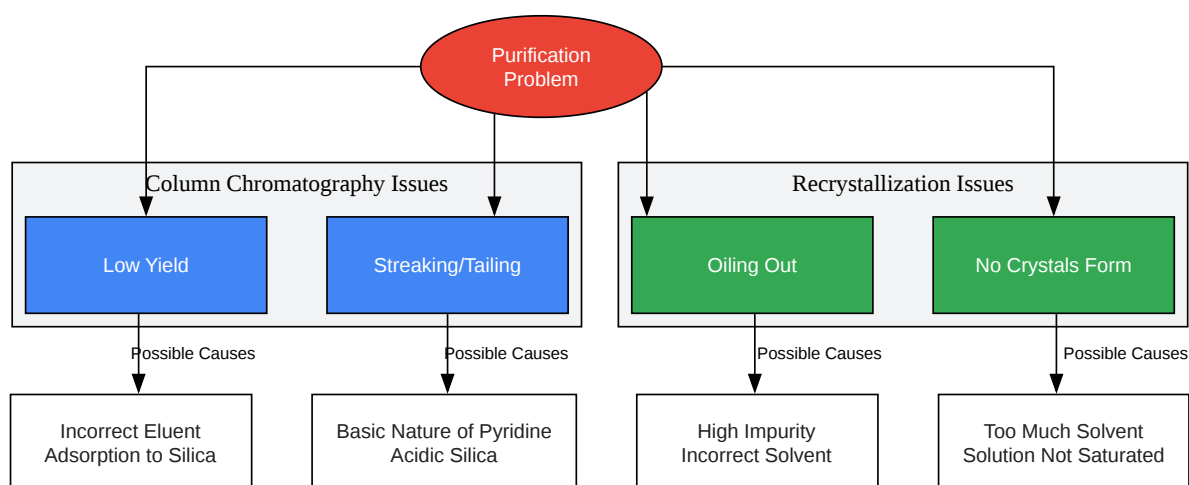 Purification
Problem
Column Chromatography Issues
Recrystallization Issues
Low Yield
Streaking/Tailing
Oiling Out
No Crystals Form
Possible Causes
Possible Causes
Possible Causes
Possible Causes
Incorrect Eluent
Adsorption to Silica
Basic Nature of Pyridine
Acidic Silica
High Impurity
Incorrect Solvent
Too Much Solvent
Solution Not Saturated